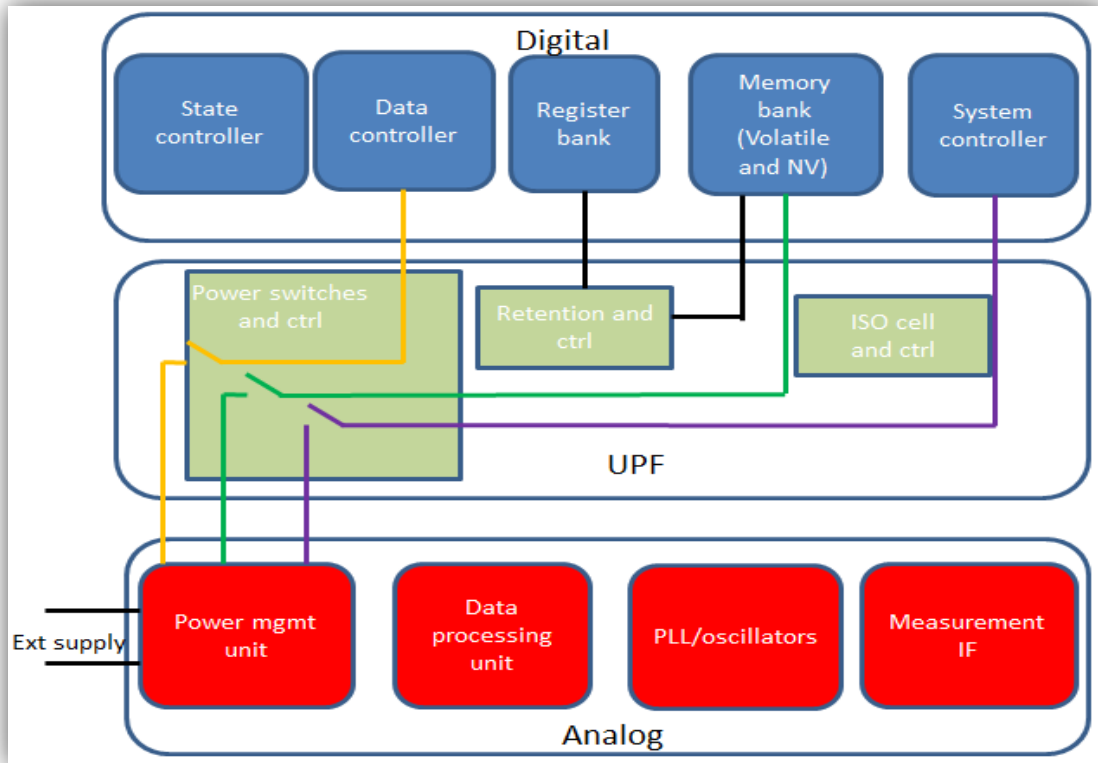 Digital
State
controller
Data
controller
Register
bank
Memory
bank
(Volatile
and NV)
System
controller
Power switches
and ctrl
Retention and
ctrl
ISO cell
and ctrl
UPF
Ext supply
Power mgmt
unit
Data
processing
unit
PLL/oscillators
Measurement
IF
Analog